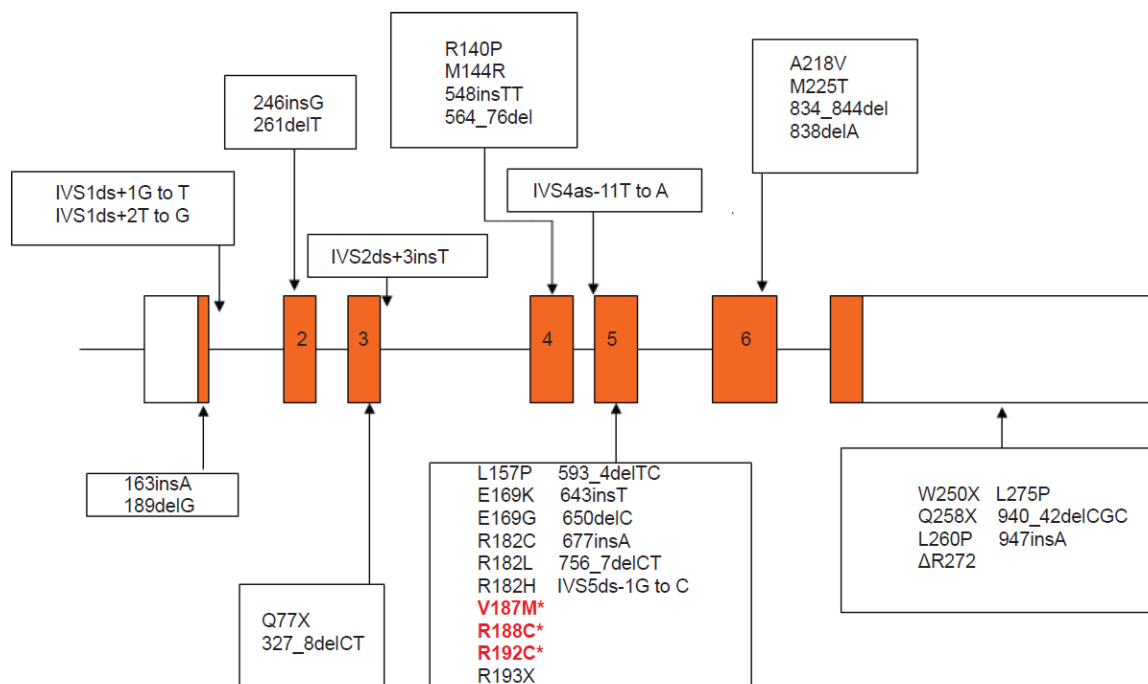 R140P
M144R
548insTT
564_76del
A218V
M225T
834_844del
838delA
246insG
261delT
IVS1ds+1G to T
IVS1ds+2T to G
IVS4as-11T to A
IVS2ds+3insT
2
3
4
5
6
163insA
189delG
Q77X
327_8delCT
L157P 593_4delTC
E169K 643insT
E169G 650delC
R182C 677insA
R182L 756_7delCT
R182H IVS5ds-1G to C
V187M*
R188C*
R192C*
R193X
W250X L275P
Q258X 940_42delCGC
L260P 947insA
ΔR272